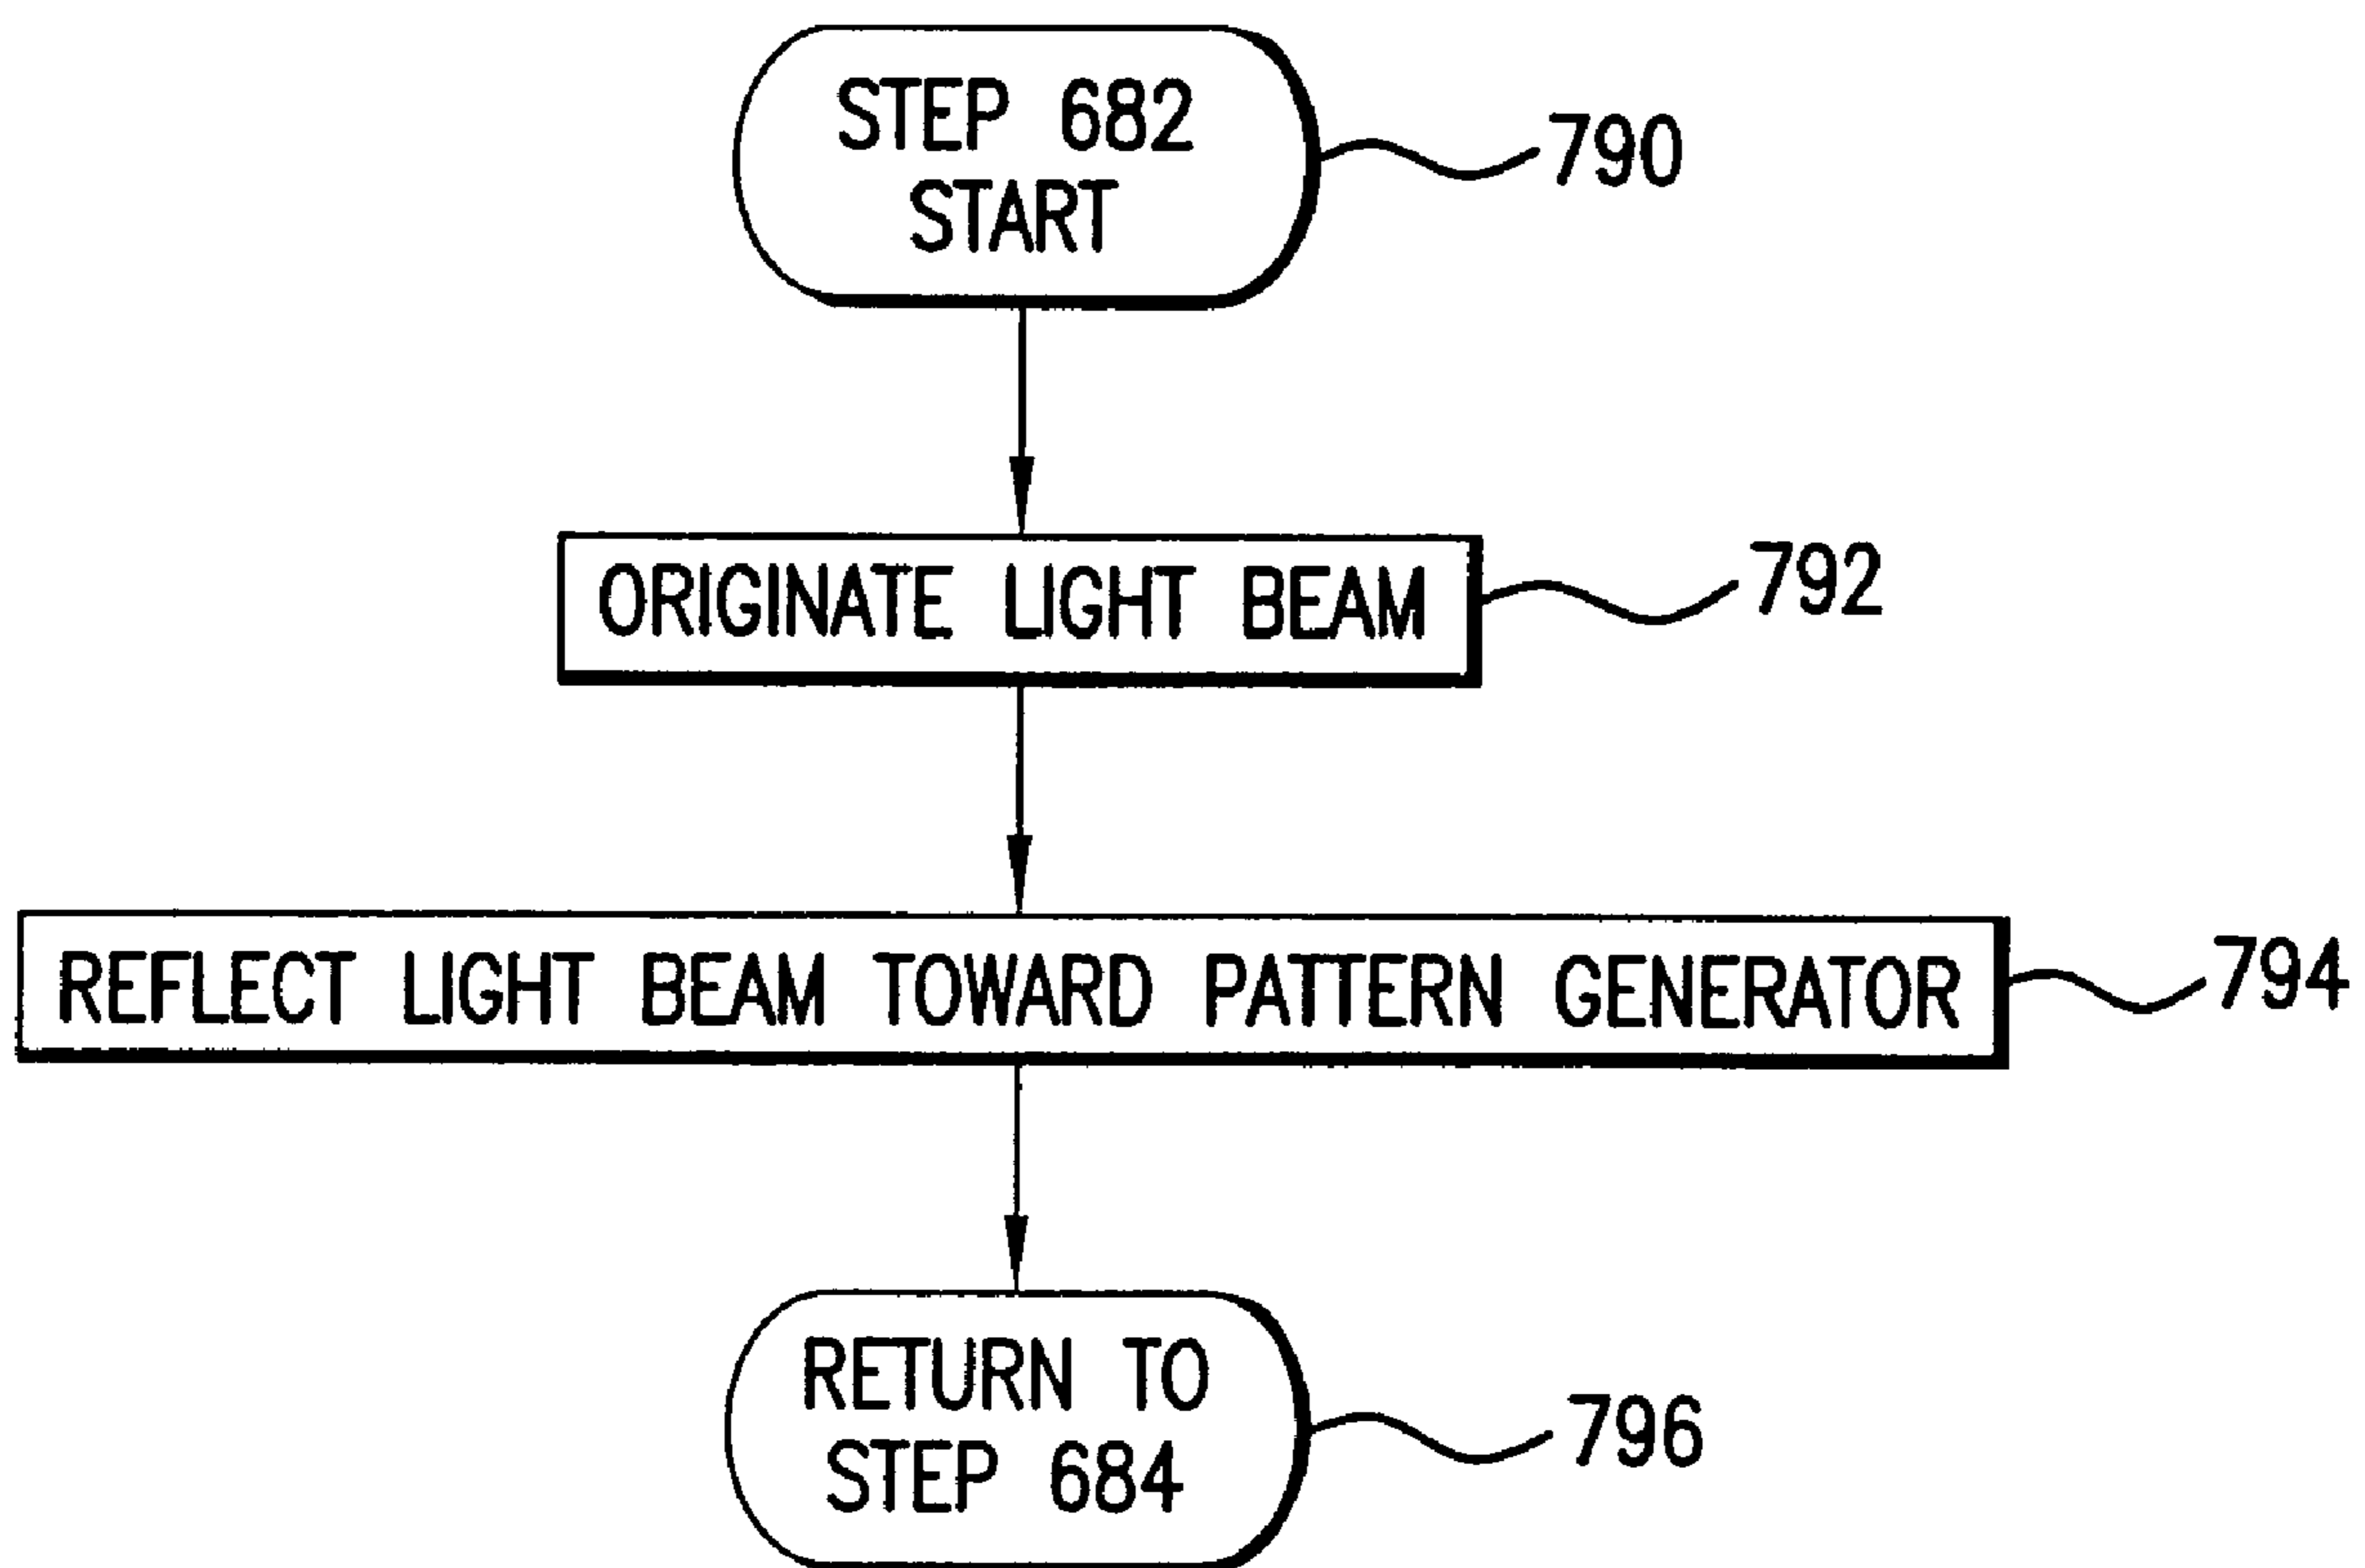 STEP 682
START
790
ORIGINATE LIGHT BEAM
792
REFLECT LIGHT BEAM TOWARD PATTERN GENERATOR
794
RETURN TO
STEP 684
796